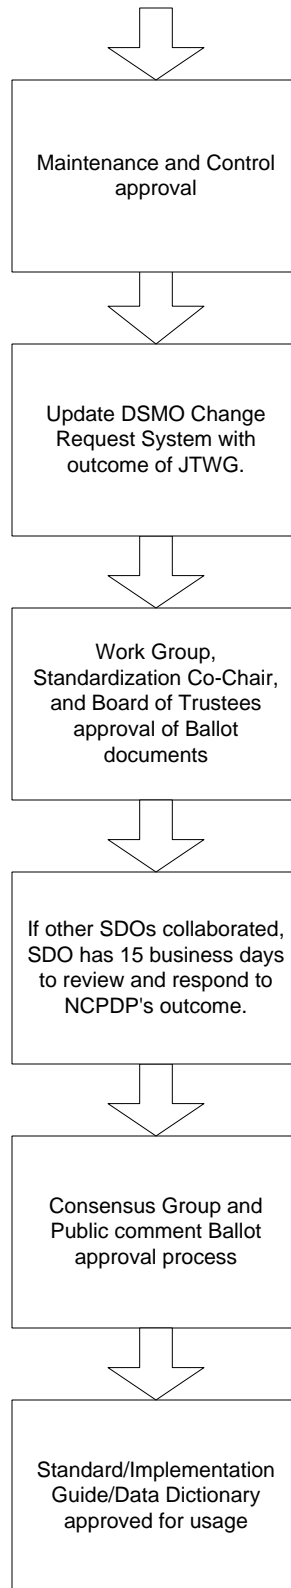 Maintenance and Control
approval
Update DSMO Change
Request System with
outcome of JTWG.
Work Group,
Standardization Co-Chair,
and Board of Trustees
approval of Ballot
documents
If other SDOs collaborated,
SDO has 15 business days
to review and respond to
NCPDP's outcome.
Consensus Group and
Public comment Ballot
approval process
Standard/Implementation
Guide/Data Dictionary
approved for usage